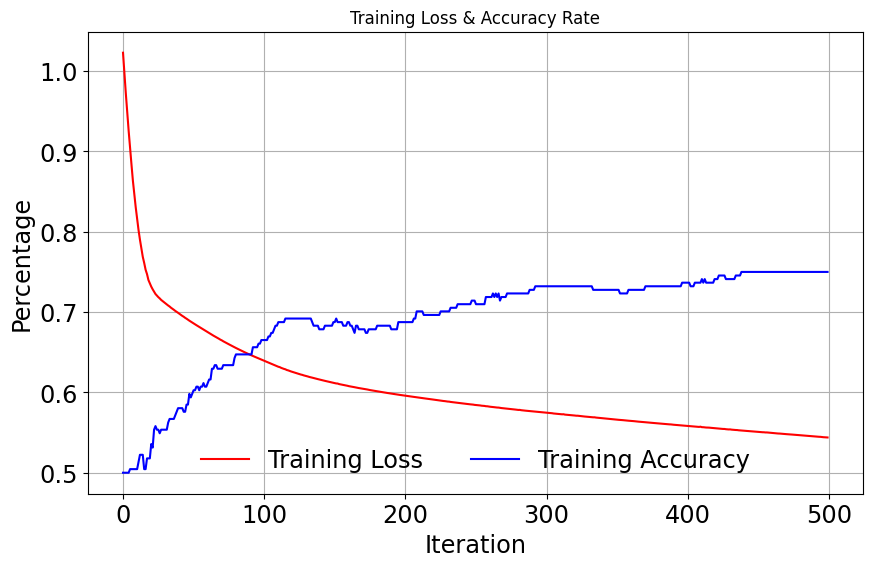 Training Loss & Accuracy Rate
Percentage
1.0
0.9
0.8
0.7
0.6
0.5
Training Loss
Training Accuracy
0
100
200
300
400
500
Iteration